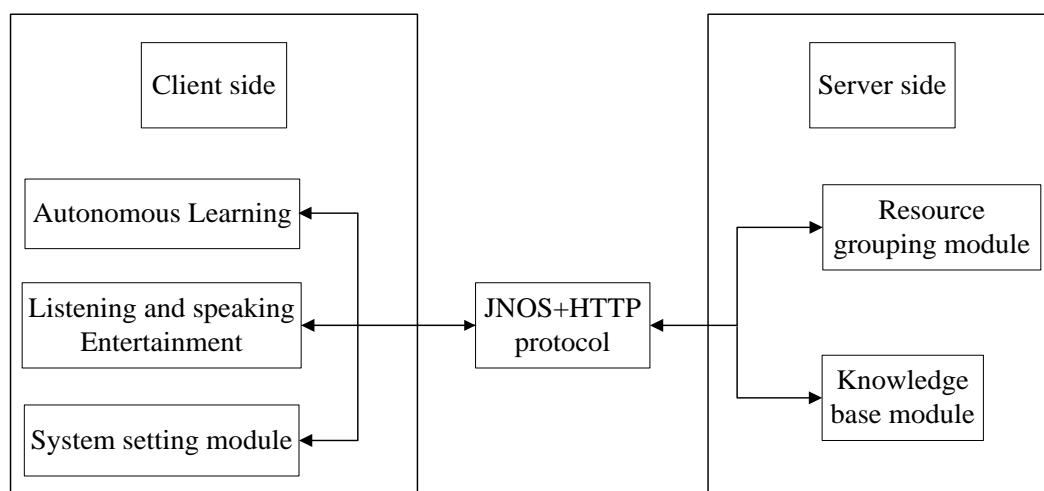 Client side
Autonomous Learning
Listening and speaking
Entertainment
System setting module
JNOS+HTTP
protocol
Server side
Resource
grouping module
Knowledge
base module